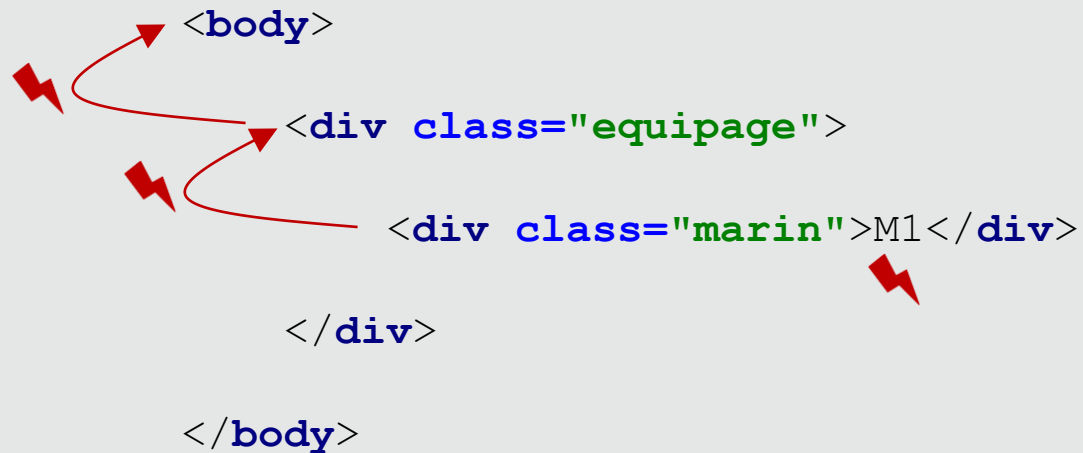 <body>
<div class="equipage">
<div class="marin">M1</div>
</div>
</body>